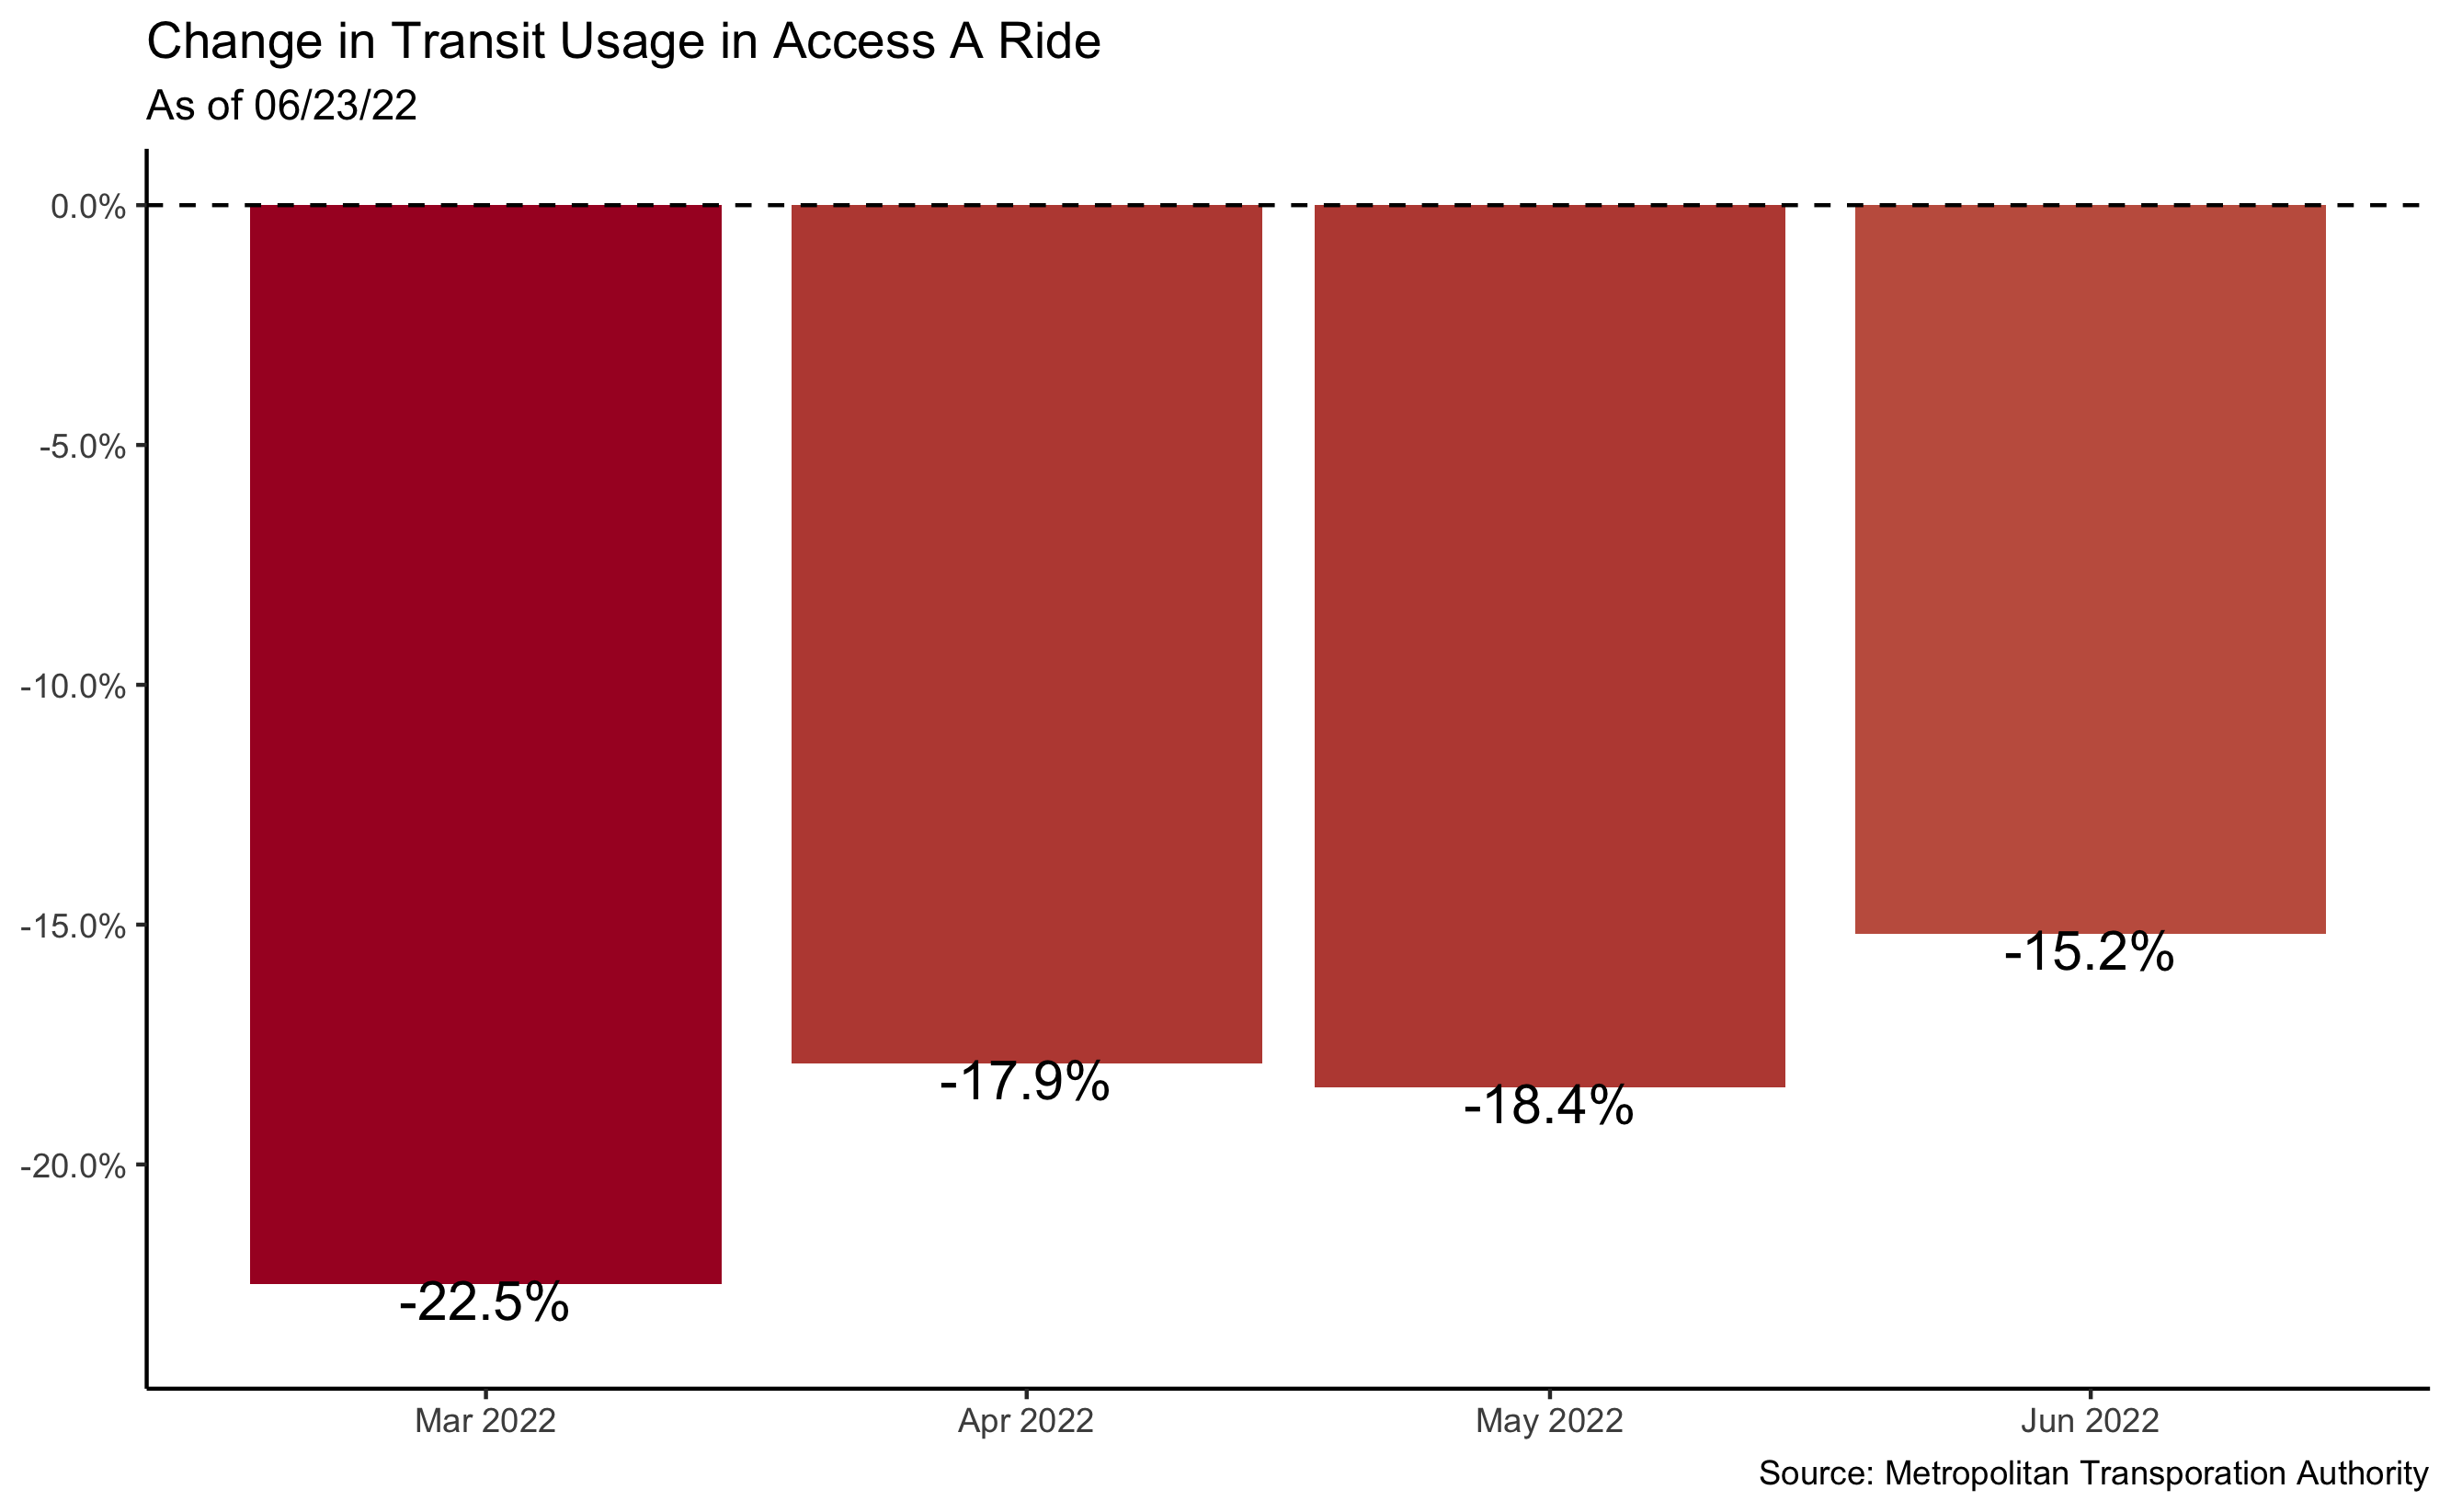 Change in Transit Usage in Access A Ride
As of 06/23/22
0.0%
-5.0%
-10.0%
-15.0%
-20.0%
-22.5%
-17.9%
-18.4%
-15.2%
Mar 2022
Apr 2022
May 2022
Jun 2022
Source: Metropolitan Transporation Authority